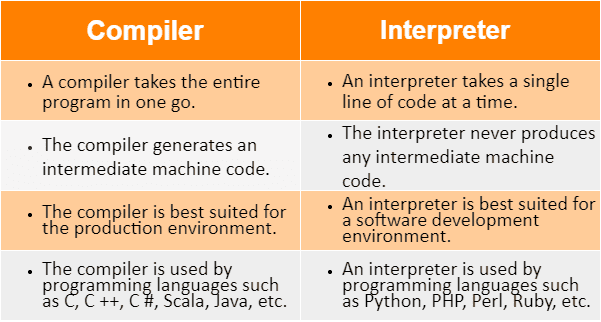 Compiler
Interpreter
• A compiler takes the entire
program in one go.
• An interpreter takes a single
line of code at a time.
• The compiler generates an
intermediate machine code.
• The interpreter never produces
any intermediate machine
code.
• The compiler is best suited for
the production environment.
• An interpreter is best suited for
a software development
environment.
• The compiler is used by
programming languages such
as C, C ++, C #, Scala, Java, etc.
• An interpreter is used by
programming languages such
as Python, PHP, Perl, Ruby, etc.